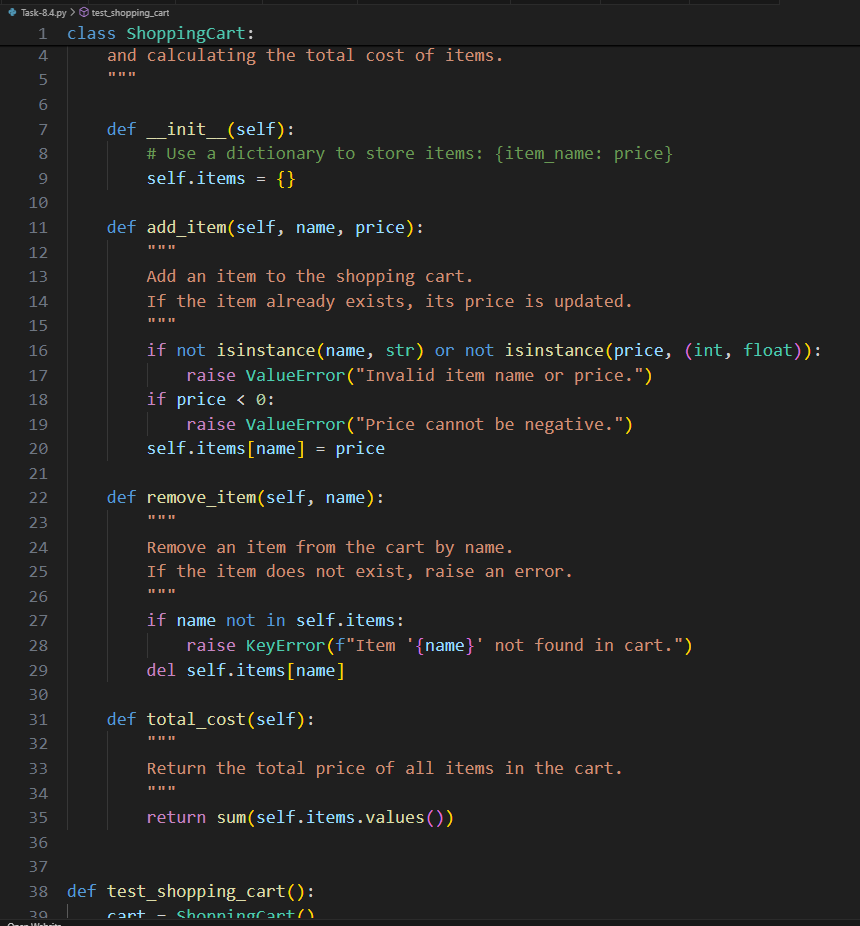 Task-8.4.py > test_shopping_cart
1 class ShoppingCart:
4     and calculating the total cost of items.
5     """
6
7     def __init__(self):
8         # Use a dictionary to store items: {item_name: price}
9         self.items = {}
10
11     def add_item(self, name, price):
12         """
13         Add an item to the shopping cart.
14         If the item already exists, its price is updated.
15         """
16         if not isinstance(name, str) or not isinstance(price, (int, float)):
17             raise ValueError("Invalid item name or price.")
18         if price < 0:
19             raise ValueError("Price cannot be negative.")
20         self.items[name] = price
21
22     def remove_item(self, name):
23         """
24         Remove an item from the cart by name.
25         If the item does not exist, raise an error.
26         """
27         if name not in self.items:
28             raise KeyError(f"Item '{name}' not found in cart.")
29         del self.items[name]
30
31     def total_cost(self):
32         """
33         Return the total price of all items in the cart.
34         """
35         return sum(self.items.values())
36
37
38 def test_shopping_cart():
39     cart = ShoppingCart()
Open Website